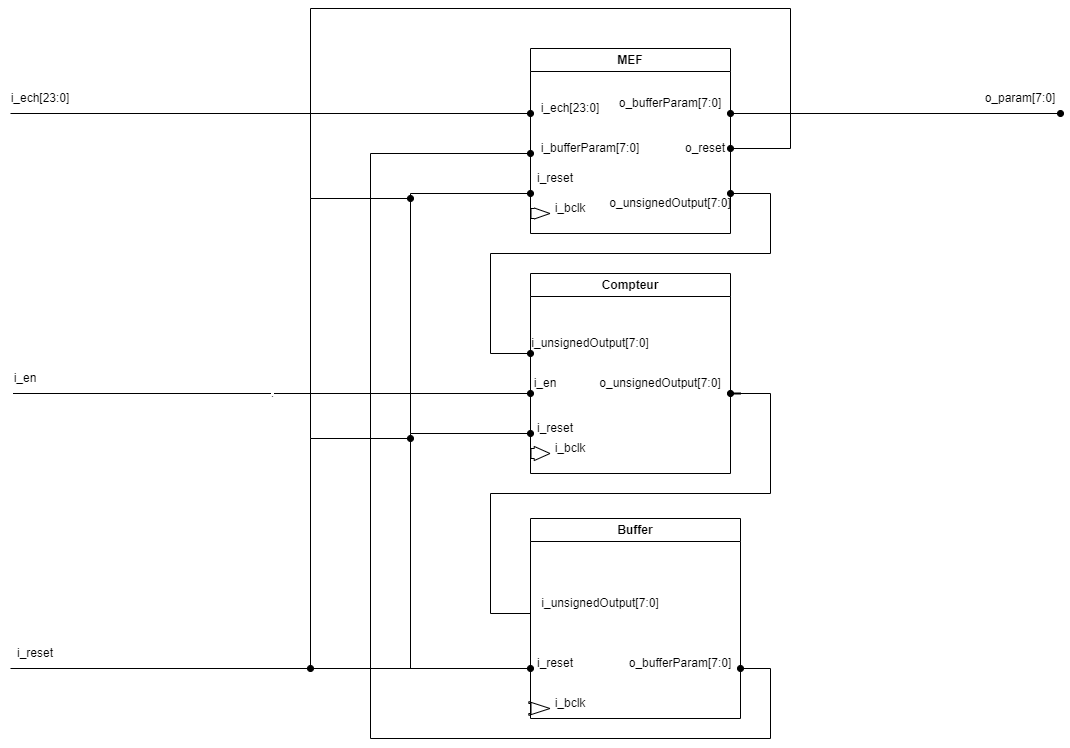 MEF
i_ech[23:0]
i_ech[23:0]
o_bufferParam[7:0]
o_param[7:0]
i_bufferParam[7:0]
o_reset
i_reset
i_bclk
o_unsignedOutput[7:0]
Compteur
i_unsignedOutput[7:0]
i_en
i_en
o_unsignedOutput[7:0]
i_reset
i_bclk
Buffer
i_unsignedOutput[7:0]
i_reset
i_reset
o_bufferParam[7:0]
i_bclk